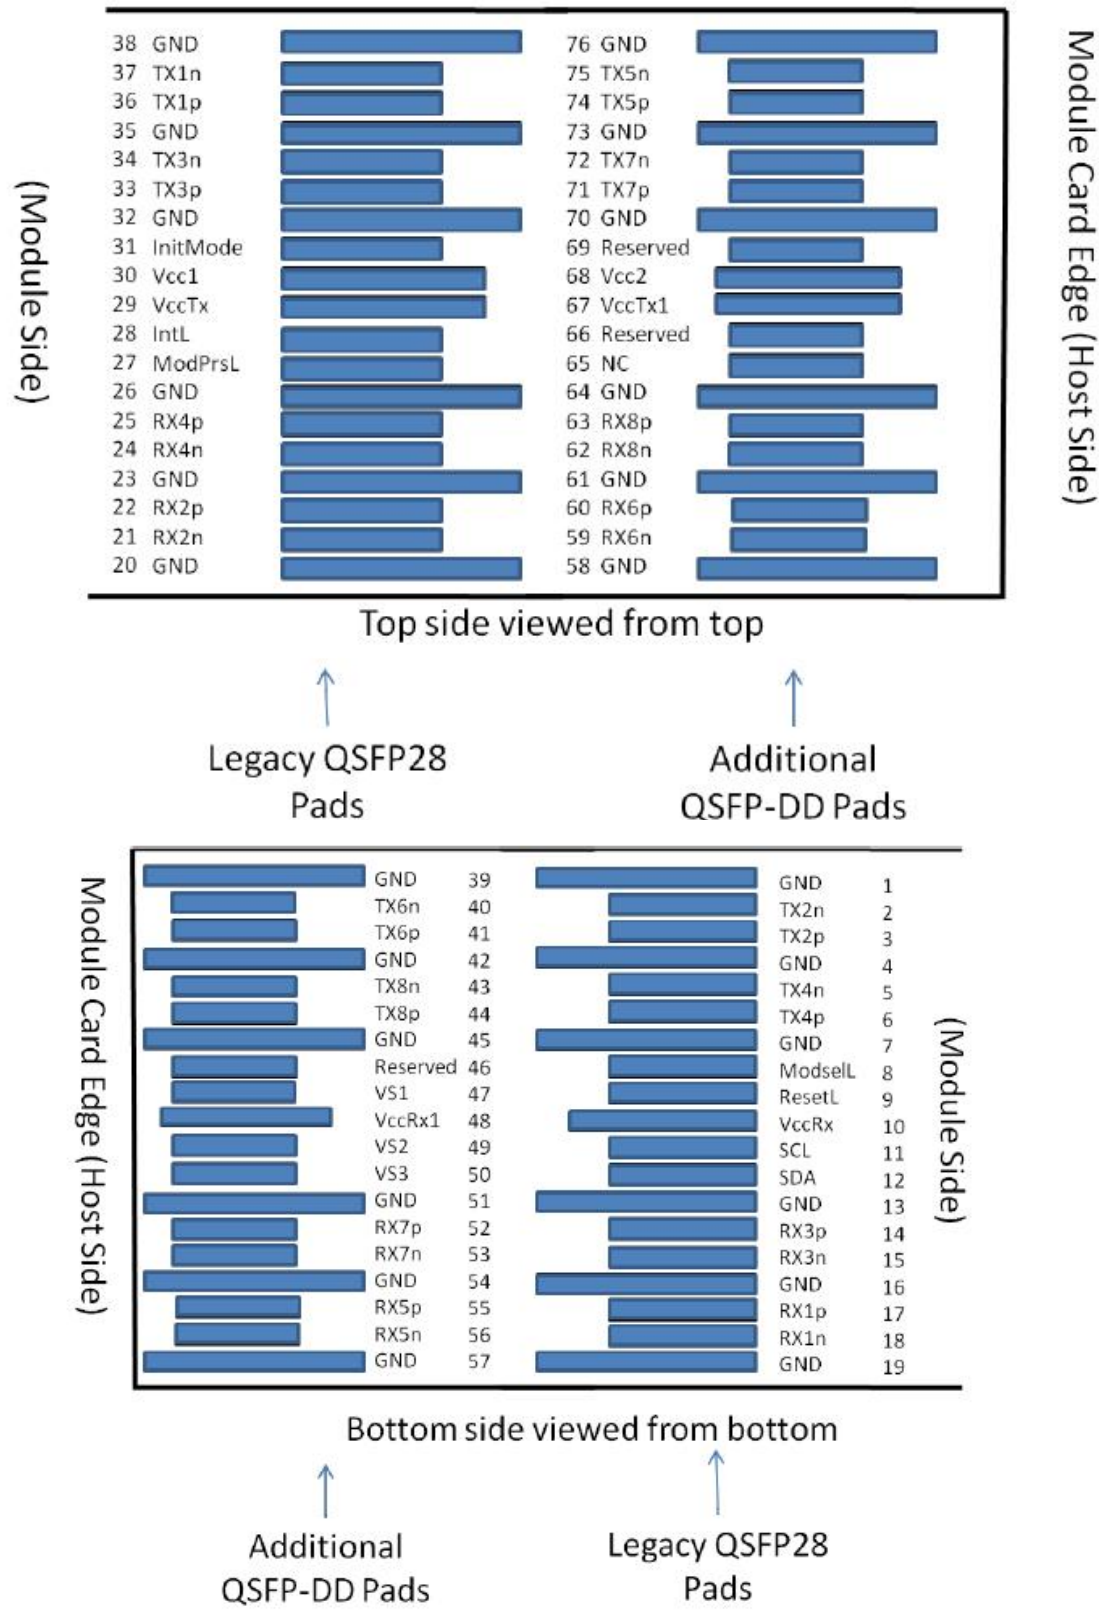 38 GND 76 GND
37 TX1n 75 TX5n
36 TX1p 74 TX5p
35 GND 73 GND
34 TX3n 72 TX7n
33 TX3p 71 TX7p
32 GND 70 GND
31 InitMode 69 Reserved
30 Vcc1 68 Vcc2
29 VccTx 67 VccTx1
28 IntL 66 Reserved
27 ModPrsL 65 NC
26 GND 64 GND
25 RX4p 63 RX8p
24 RX4n 62 RX8n
23 GND 61 GND
22 RX2p 60 RX6p
21 RX2n 59 RX6n
20 GND 58 GND
(Module Side)
Module Card Edge (Host Side)
Top side viewed from top
Legacy QSFP28
Pads
Additional
QSFP-DD Pads
GND 39 GND 1
TX6n 40 TX2n 2
TX6p 41 TX2p 3
GND 42 GND 4
TX8n 43 TX4n 5
TX8p 44 TX4p 6
GND 45 GND 7
Reserved 46 ModselL 8
VS1 47 ResetL 9
VccRx1 48 VccRx 10
VS2 49 SCL 11
VS3 50 SDA 12
GND 51 GND 13
RX7p 52 RX3p 14
RX7n 53 RX3n 15
GND 54 GND 16
RX5p 55 RX1p 17
RX5n 56 RX1n 18
GND 57 GND 19
Module Card Edge (Host Side)
(Module Side)
Bottom side viewed from bottom
Additional
QSFP-DD Pads
Legacy QSFP28
Pads